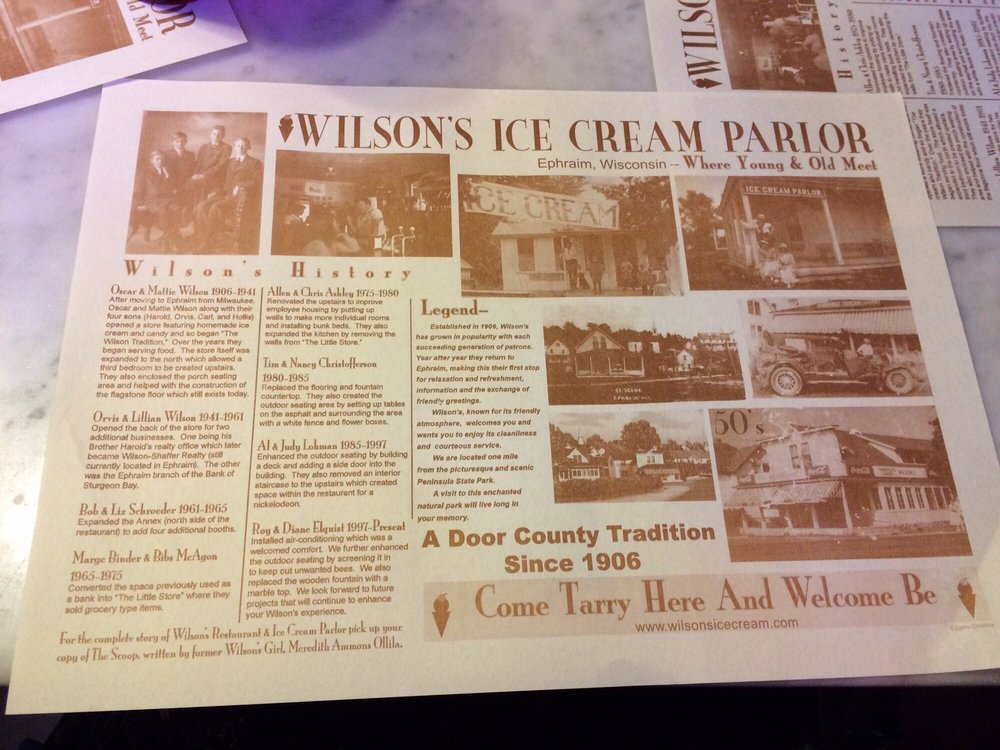 WILSON'S ICE CREAM PARLOR
Ephraim, Wisconsin – Where Young & Old Meet
ICE CREAM
ICE CREAM PARLOR
Wilson's History
Oscar & Mattie Wilson 1906-1941
After moving to Ephraim from Milwaukee,
Oscar and Mattie Wilson along with their
four sons (Harold, Orvis, Carl, and Hollis)
opened a store featuring homemade ice
cream and candy and so began "The
Wilson Tradition." Over the years they
began serving food. The store itself was
expanded to the north which allowed a
third bedroom to be created upstairs.
They also enclosed the porch seating
area and helped with the construction of
the flagstone floor which still exists today.
Orvis & Lillian Wilson 1941-1961
Opened the back of the store for two
additional businesses. One being his
Brother Harold's realty office which later
became Wilson-Shaffer Realty (still
currently located in Ephraim). The other
was the Ephraim branch of the Bank of
Sturgeon Bay.
Bob & Liz Schroeder 1961-1965
Expanded the Annex (north side of the
restaurant) to add four additional booths.
Marge Binder & Bibs McAgon
1965-1975
Converted the space previously used as
a bank into "The Little Store" where they
sold grocery type items.
Allen & Chris Ashley 1975-1980
Renovated the upstairs to improve
employee housing by putting up
walls to make more individual rooms
and installing bunk beds. They also
expanded the kitchen by removing the
walls from "The Little Store."
Tim & Nancy Christofferson
1980-1985
Replaced the flooring and fountain
countertop. They also created the
outdoor seating area by setting up tables
on the asphalt and surrounding the area
with a white fence and flower boxes.
Al & Judy Lohman 1985-1997
Enhanced the outdoor seating by building
a deck and adding a side door into the
building. They also removed an interior
staircase to the upstairs which created
space within the restaurant for a
nickelodeon.
Roy & Diane Elquist 1997-Present
Installed air-conditioning which was a
welcomed comfort. We further enhanced
the outdoor seating by screening it in
to keep out unwanted bees. We also
replaced the wooden fountain with a
marble top. We look forward to future
projects that will continue to enhance
your Wilson's experience.
For the complete story of Wilson's Restaurant & Ice Cream Parlor pick up your
copy of The Scoop, written by former Wilson's Girl, Meredith Ammons Ollila.
Legend–
Established in 1906, Wilson's
has grown in popularity with each
succeeding generation of patrons.
Year after year they return to
Ephraim, making this their first stop
for relaxation and refreshment,
information and the exchange of
friendly greetings.
Wilson's, known for its friendly
atmosphere, welcomes you and
wants you to enjoy its cleanliness
and courteous service.
We are located one mile
from the picturesque and scenic
Peninsula State Park.
A visit to this enchanted
natural park will live long in
your memory.
50's
A Door County Tradition
Since 1906
Come Tarry Here And Welcome Be
www.wilsonsicecream.com
Old Meet
WILS
History